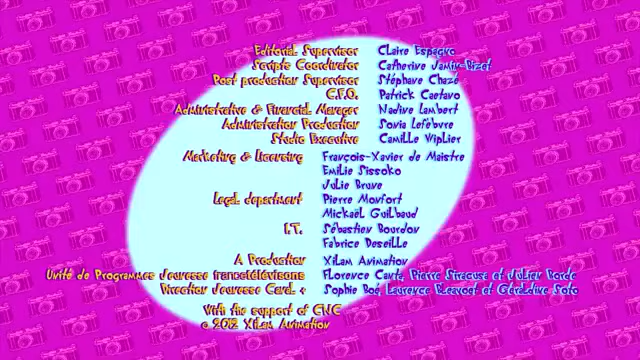 Editorial Supervisor Claire Espagno
Scripts Coordinator Catherine Jamin-Bizet
Post production Supervisor Stéphane Chazé
C.F.O. Patrick Caetano
Administrative & Financial Manager Nadine Lambert
Administration Production Sonia Lefèbvre
Studio Executive Camille Wiplier
Marketing & Licensing François-Xavier de Maistre
Emilie Sissoko
Julie Brune
Legal department Pierre Monfort
Mickaël Guilbaud
I.T. Sébastien Bourdon
Fabrice Deseille
A Production Xilam Animation
Unité de Programmes Jeunesse francetélévisions Florence Canta, Pierre Siracusa et Julien Borde
Direction Jeunesse Canal + Sophie Boé, Laurence Blaevoet et Géraldine Soto
With the support of CNC
© 2012 Xilam Animation